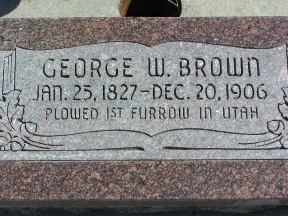 GEORGE W. BROWN
JAN. 25, 1827–DEC. 20, 1906
PLOWED 1ST FURROW IN UTAH